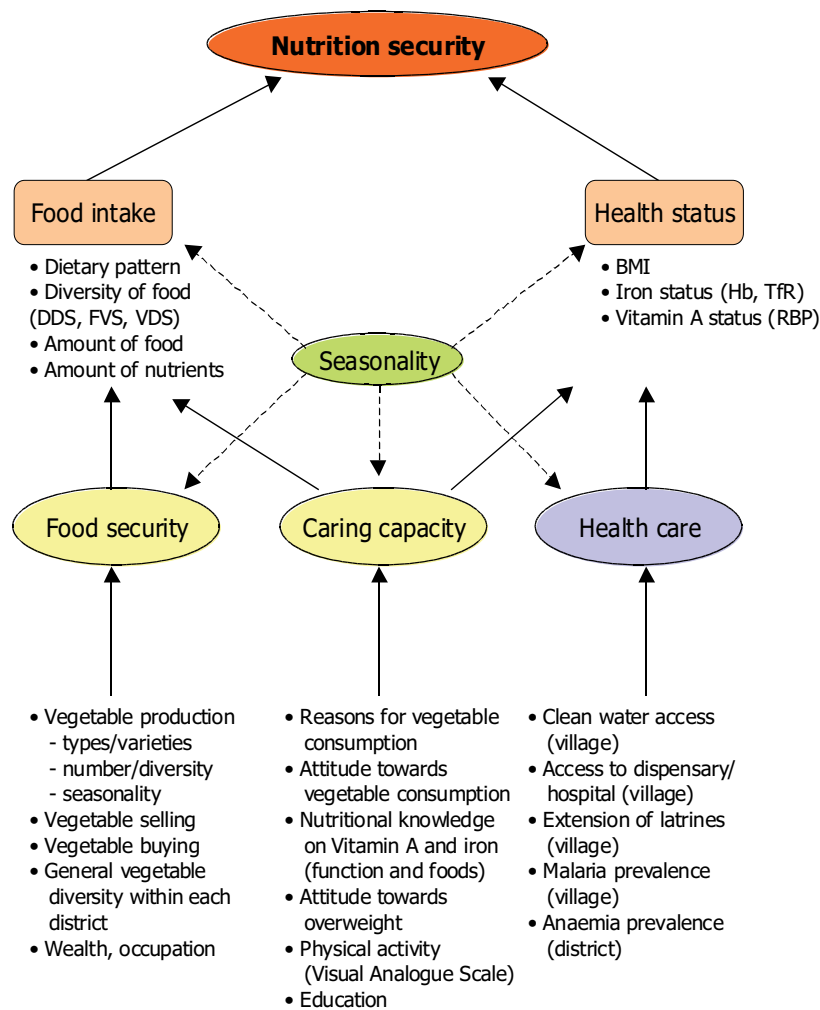 Nutrition security
Food intake
Health status
• Dietary pattern
• Diversity of food
(DDS, FVS, VDS)
• Amount of food
• Amount of nutrients
• BMI
• Iron status (Hb, TfR)
• Vitamin A status (RBP)
Seasonality
Food security
Caring capacity
Health care
• Vegetable production
- types/varieties
- number/diversity
- seasonality
• Vegetable selling
• Vegetable buying
• General vegetable
diversity within each
district
• Wealth, occupation
• Reasons for vegetable
consumption
• Attitude towards
vegetable consumption
• Nutritional knowledge
on Vitamin A and iron
(function and foods)
• Attitude towards
overweight
• Physical activity
(Visual Analogue Scale)
• Education
• Clean water access
(village)
• Access to dispensary/
hospital (village)
• Extension of latrines
(village)
• Malaria prevalence
(village)
• Anaemia prevalence
(district)